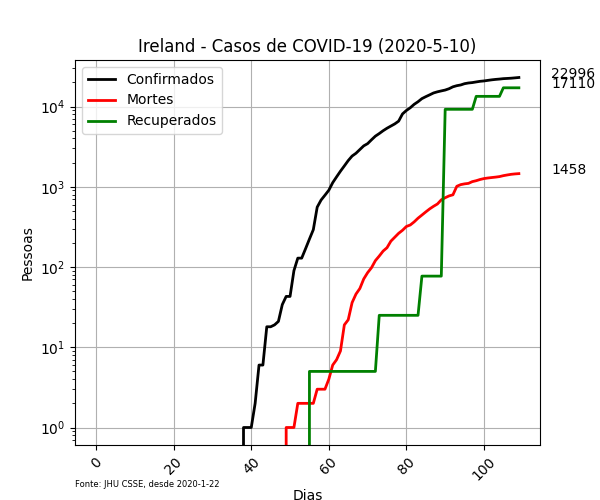 Ireland - Casos de COVID-19 (2020-5-10)
Confirmados
Mortes
Recuperados
22996
17110
1458
Pessoas
10⁴
10³
10²
10¹
10⁰
0
20
40
60
80
100
Dias
Fonte: JHU CSSE, desde 2020-1-22